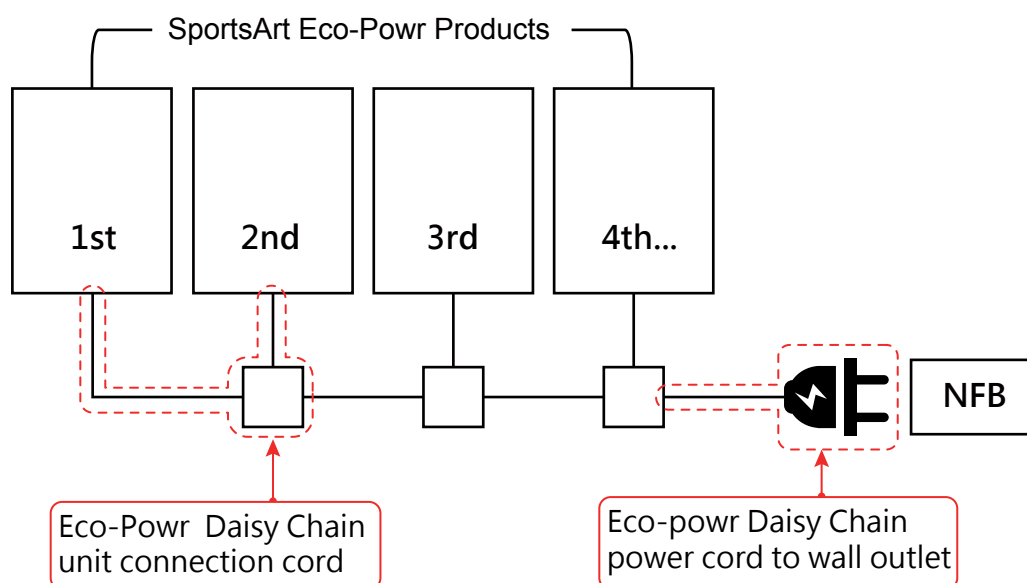 SportsArt Eco-Powr Products
1st
2nd
3rd
4th...
NFB
Eco-Powr Daisy Chain
unit connection cord
Eco-powr Daisy Chain
power cord to wall outlet